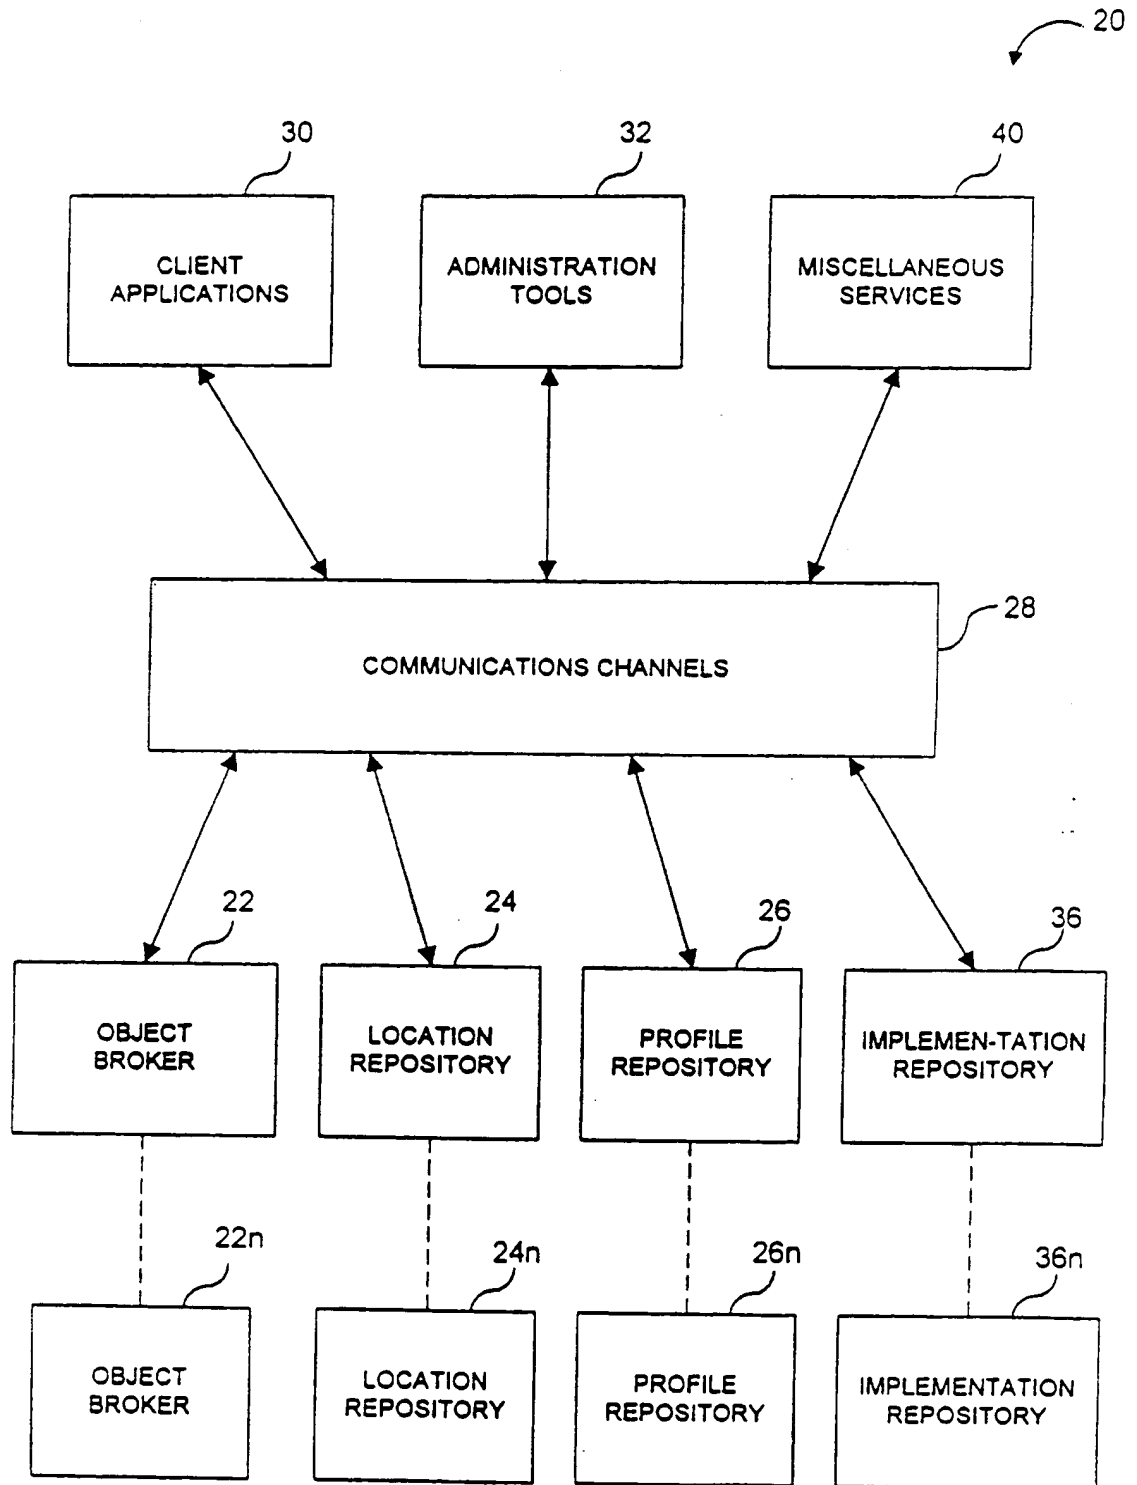 20
30
32
40
CLIENT
APPLICATIONS
ADMINISTRATION
TOOLS
MISCELLANEOUS
SERVICES
28
COMMUNICATIONS CHANNELS
22
24
26
36
OBJECT
BROKER
LOCATION
REPOSITORY
PROFILE
REPOSITORY
IMPLEMEN-TATION
REPOSITORY
22n
24n
26n
36n
OBJECT
BROKER
LOCATION
REPOSITORY
PROFILE
REPOSITORY
IMPLEMENTATION
REPOSITORY